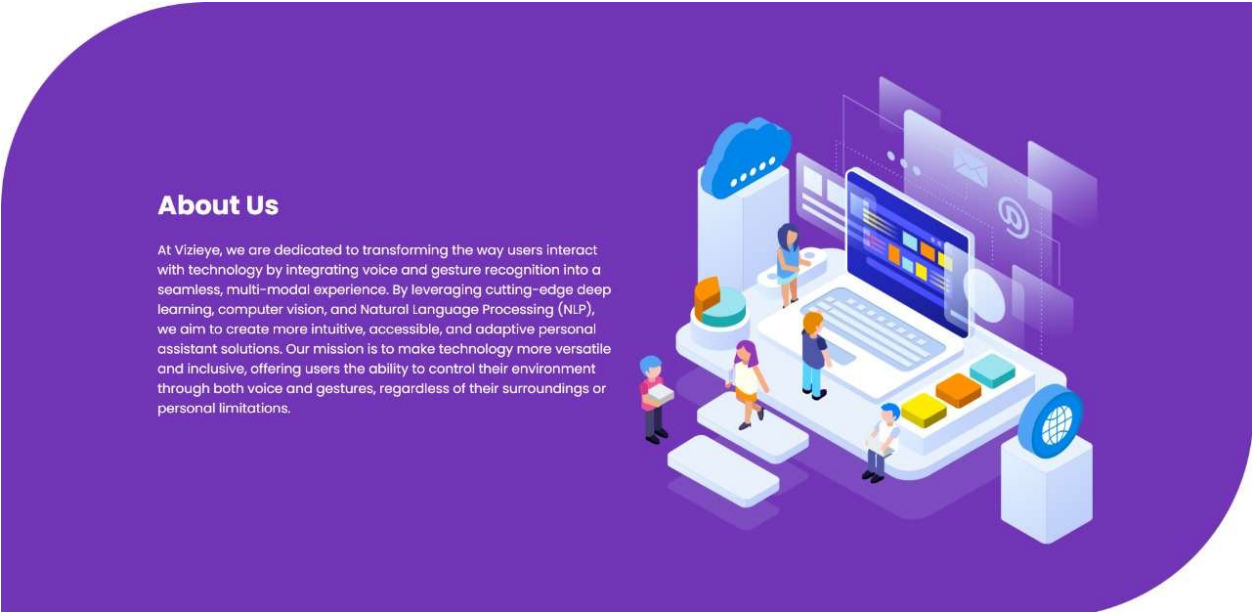 About Us
At Vizieye, we are dedicated to transforming the way users interact
with technology by integrating voice and gesture recognition into a
seamless, multi-modal experience. By leveraging cutting-edge deep
learning, computer vision, and Natural Language Processing (NLP),
we aim to create more intuitive, accessible, and adaptive personal
assistant solutions. Our mission is to make technology more versatile
and inclusive, offering users the ability to control their environment
through both voice and gestures, regardless of their surroundings or
personal limitations.